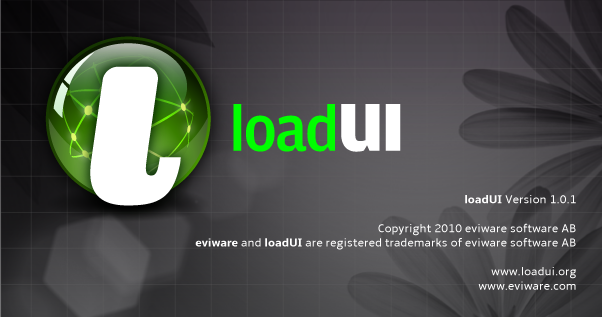 loadUI
loadUI Version 1.0.1
Copyright 2010 eviware software AB
eviware and loadUI are registered trademarks of eviware software AB
www.loadui.org
www.eviware.com